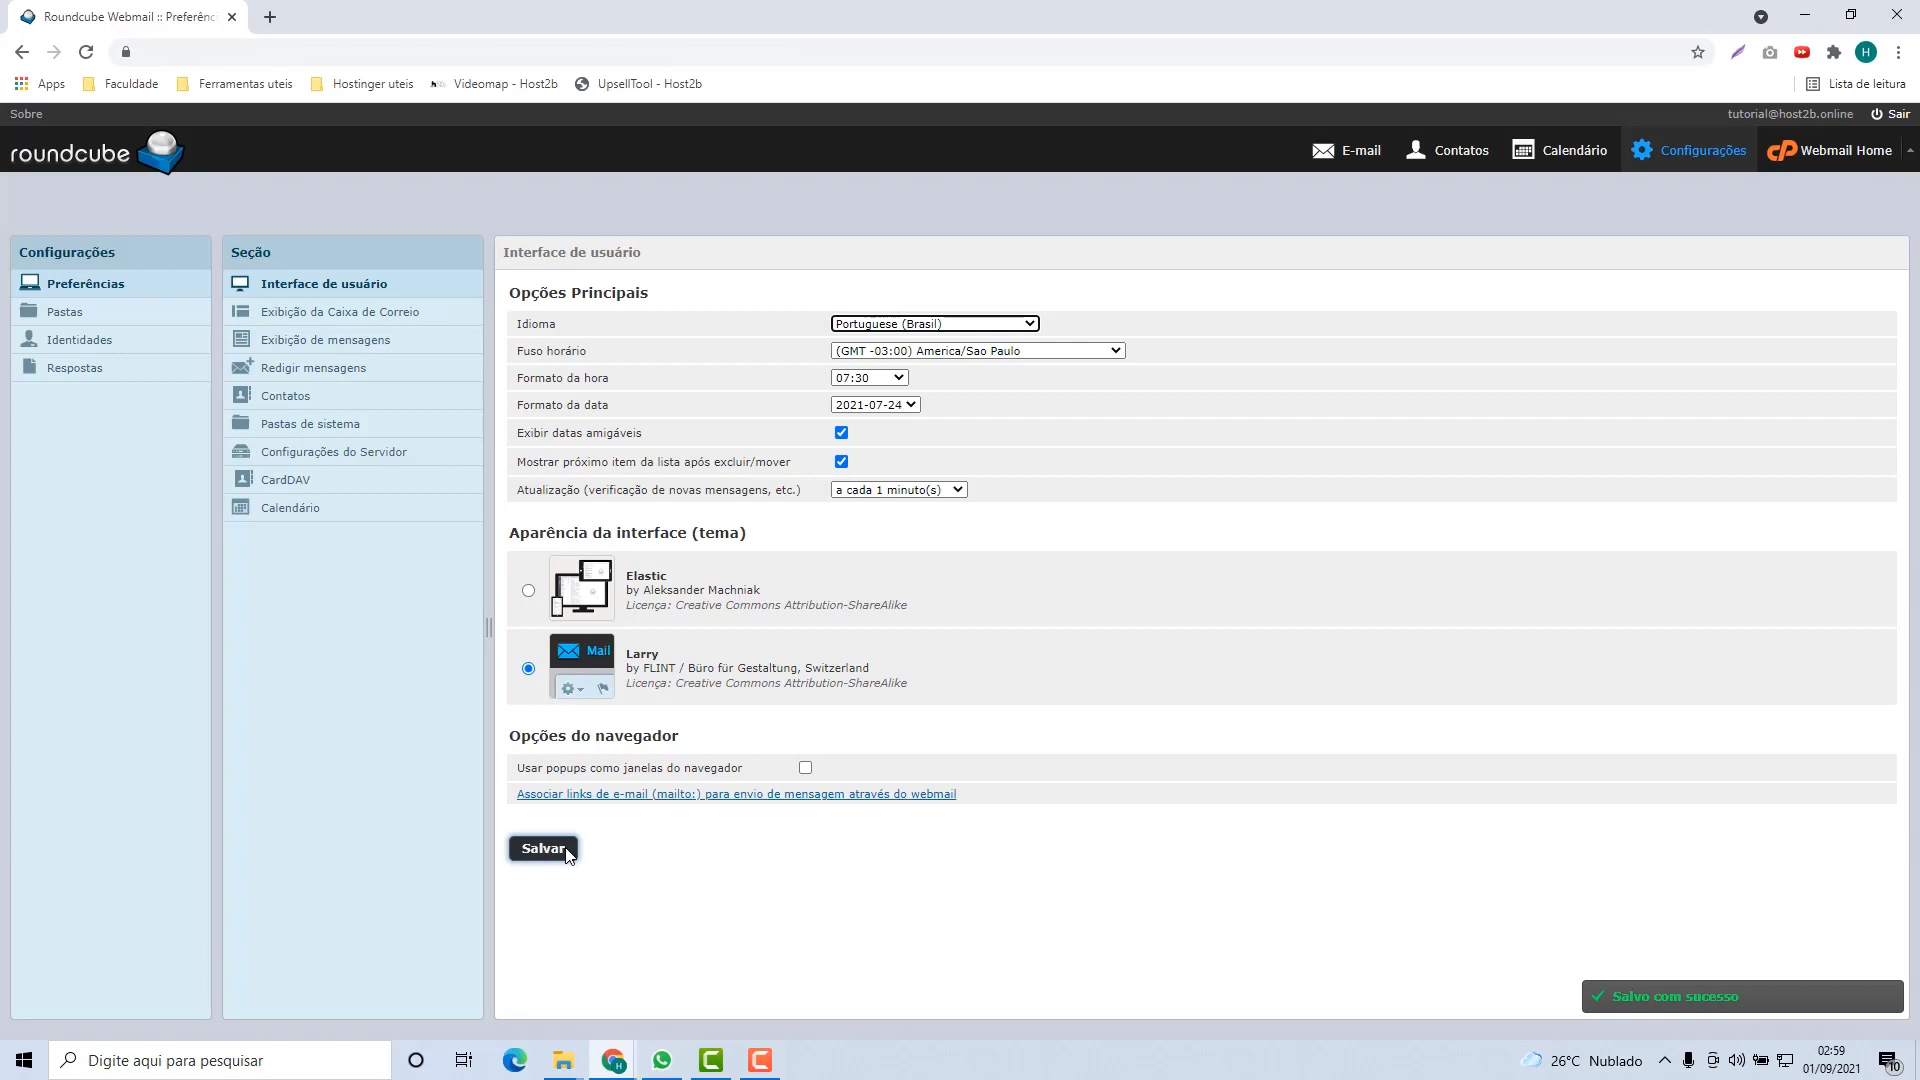 Roundcube Webmail :: Preferênc
H
Apps
Faculdade
Ferramentas uteis
Hostinger uteis
Videomap - Host2b
UpsellTool - Host2b
Lista de leitura
Sobre
tutorial@host2b.online
Sair
roundcube
E-mail
Contatos
Calendário
Configurações
cP Webmail Home
Configurações
Preferências
Pastas
Identidades
Respostas
Seção
Interface de usuário
Exibição da Caixa de Correio
Exibição de mensagens
Redigir mensagens
Contatos
Pastas de sistema
Configurações do Servidor
CardDAV
Calendário
Interface de usuário
Opções Principais
Idioma Portuguese (Brasil)
Fuso horário (GMT -03:00) America/Sao Paulo
Formato da hora 07:30
Formato da data 2021-07-24
Exibir datas amigáveis
Mostrar próximo item da lista após excluir/mover
Atualização (verificação de novas mensagens, etc.) a cada 1 minuto(s)
Aparência da interface (tema)
Elastic
by Aleksander Machniak
Licença: Creative Commons Attribution-ShareAlike
Mail
Larry
by FLINT / Büro für Gestaltung, Switzerland
Licença: Creative Commons Attribution-ShareAlike
Opções do navegador
Usar popups como janelas do navegador
Associar links de e-mail (mailto:) para envio de mensagem através do webmail
Salvar
Salvo com sucesso
Digite aqui para pesquisar
26°C Nublado
02:59
01/09/2021
10